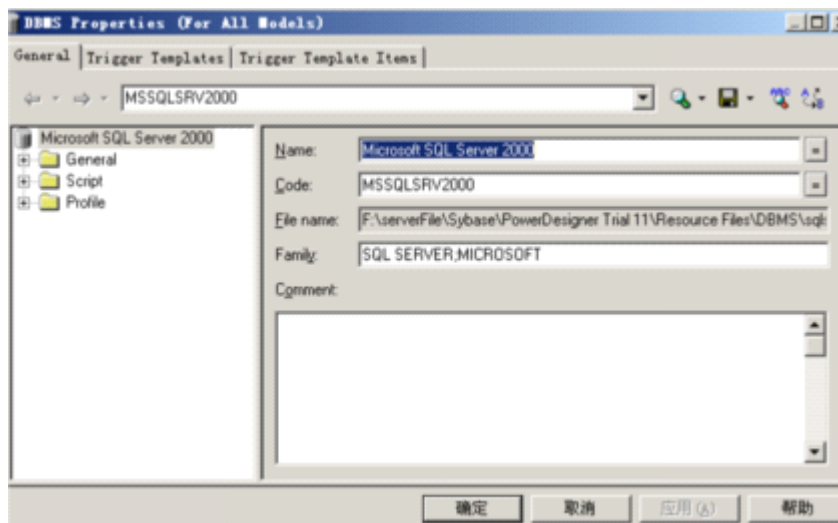 DBMS Properties (For All Models)
General Trigger Templates Trigger Template Items
MSSQLSRV2000
Microsoft SQL Server 2000
General
Script
Profile
Name: Microsoft SQL Server 2000
Code: MSSQLSRV2000
File name: F:\serverFile\Sybase\PowerDesigner Trial 11\Resource Files\DBMS\sqls
Family: SQL SERVER;MICROSOFT
Comment:
确定 取消 应用(A) 帮助